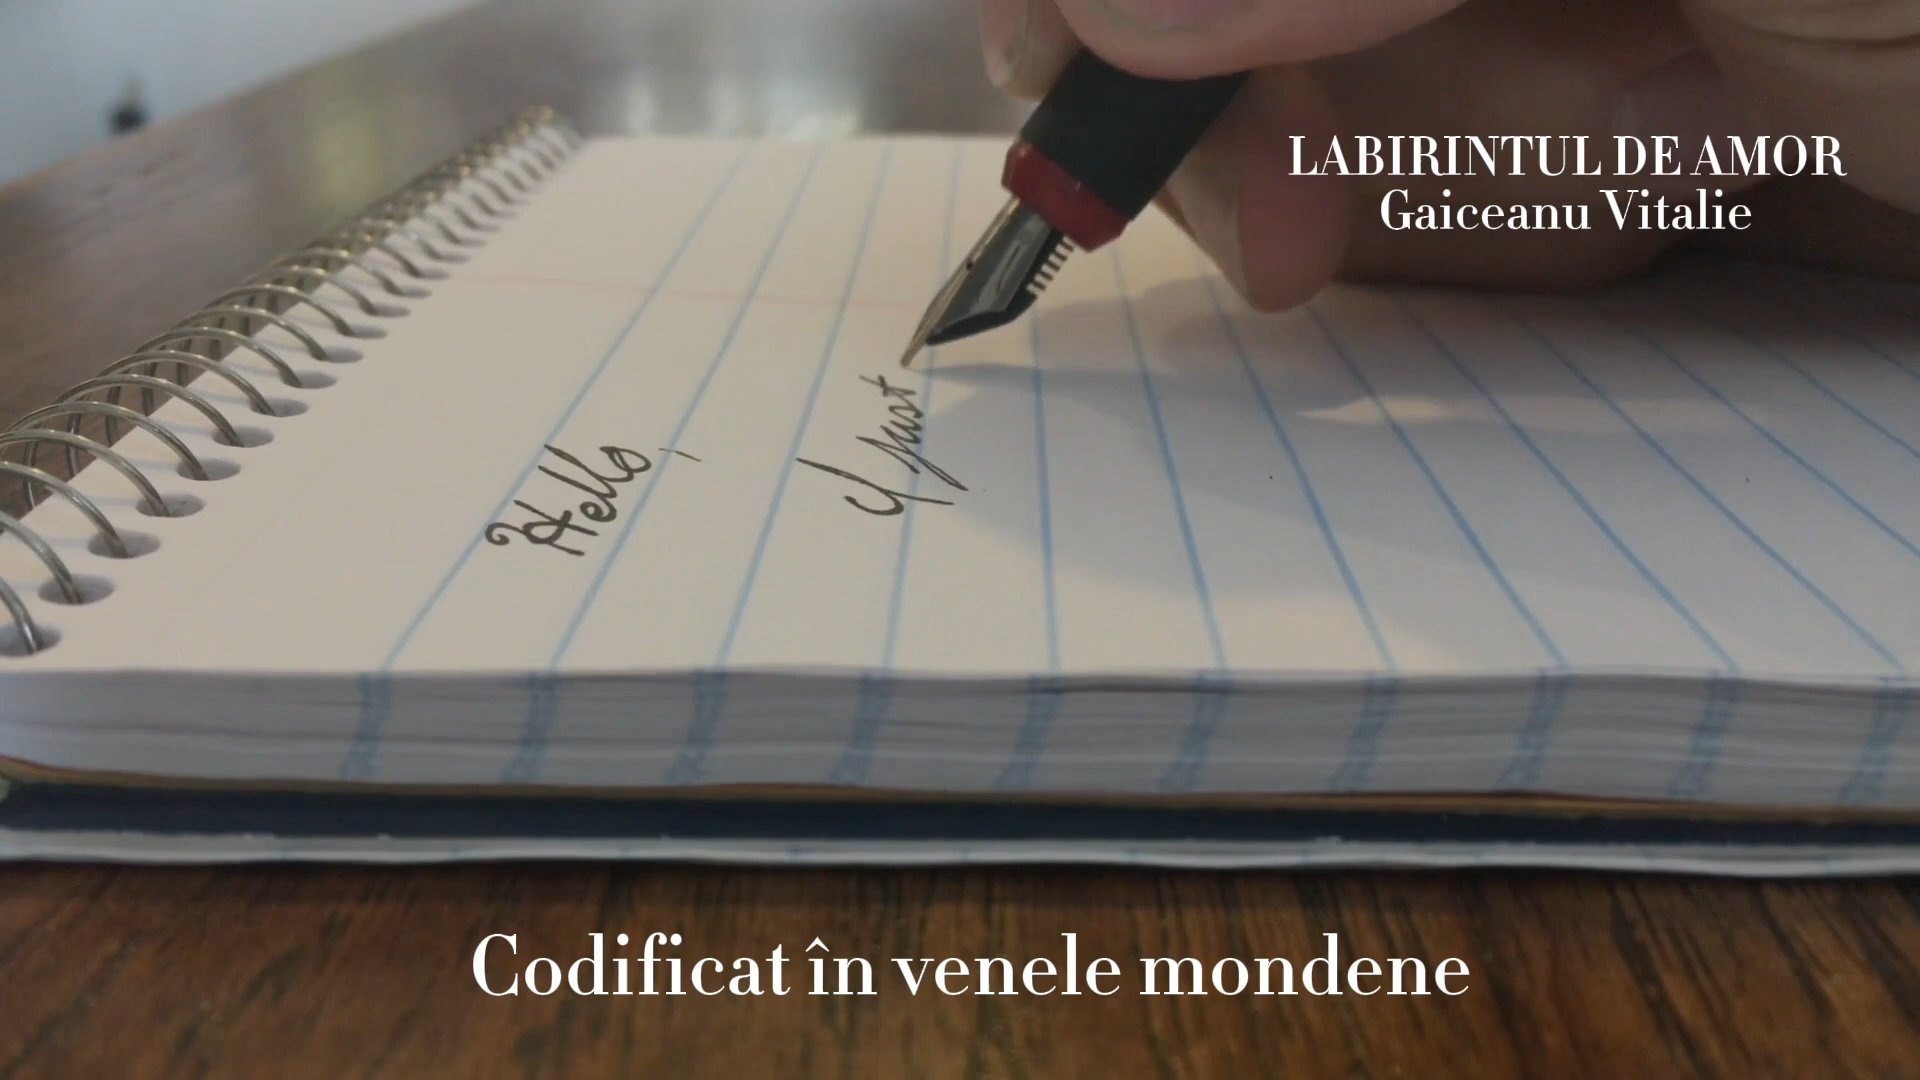 LABIRINTUL DE AMOR
Gaiceanu Vitalie
Hello,
I just
Codificat în venele mondene